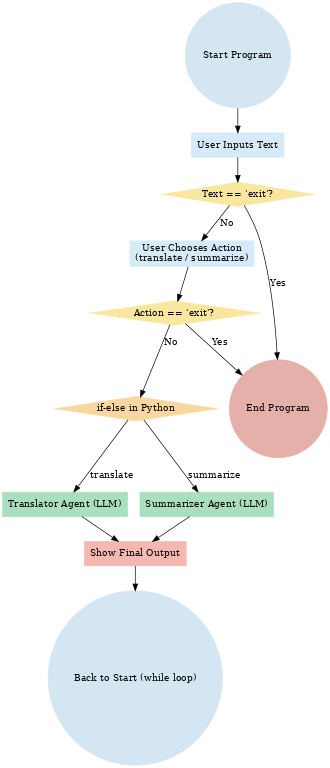 Start Program
User Inputs Text
Text == 'exit'?
No
User Chooses Action
(translate / summarize)
Yes
Action == 'exit'?
No
Yes
if-else in Python
End Program
translate
summarize
Translator Agent (LLM)
Summarizer Agent (LLM)
Show Final Output
Back to Start (while loop)